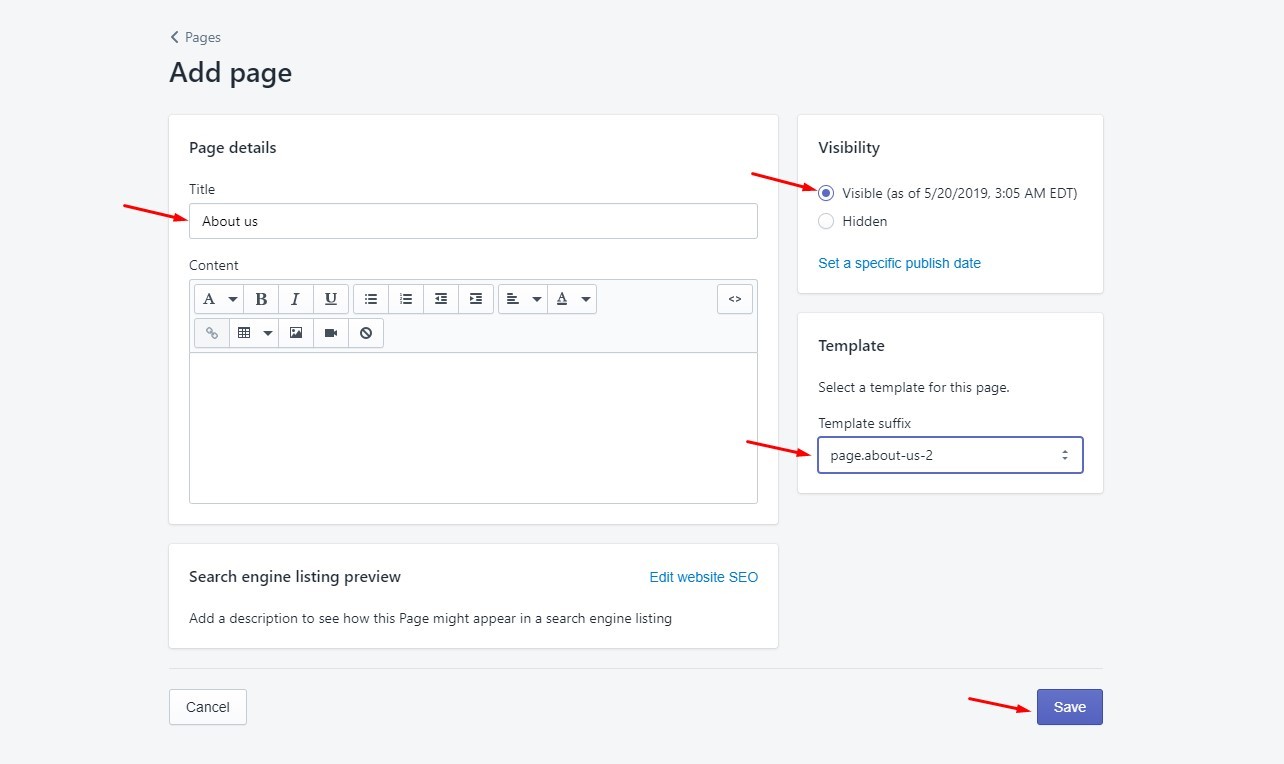 Pages
Add page
Page details
Title
About us
Content
A B I U A <>
Search engine listing preview
Edit website SEO
Add a description to see how this Page might appear in a search engine listing
Visibility
Visible (as of 5/20/2019, 3:05 AM EDT)
Hidden
Set a specific publish date
Template
Select a template for this page.
Template suffix
page.about-us-2
Cancel
Save